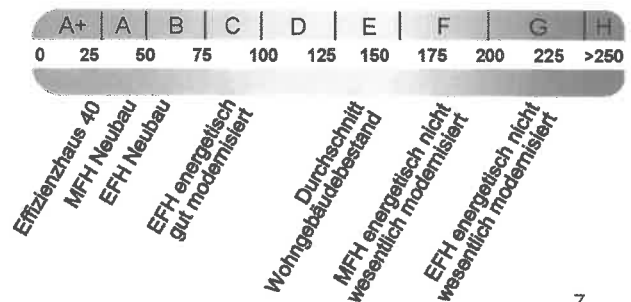 A+ A B C D E F G H
0 25 50 75 100 125 150 175 200 225 >250
Effizienzhaus 40
MFH Neubau
EFH Neubau
EFH energetisch
gut modernisiert
Durchschnitt
Wohngebäudebestand
MFH energetisch nicht
wesentlich modernisiert
EFH energetisch nicht
wesentlich modernisiert